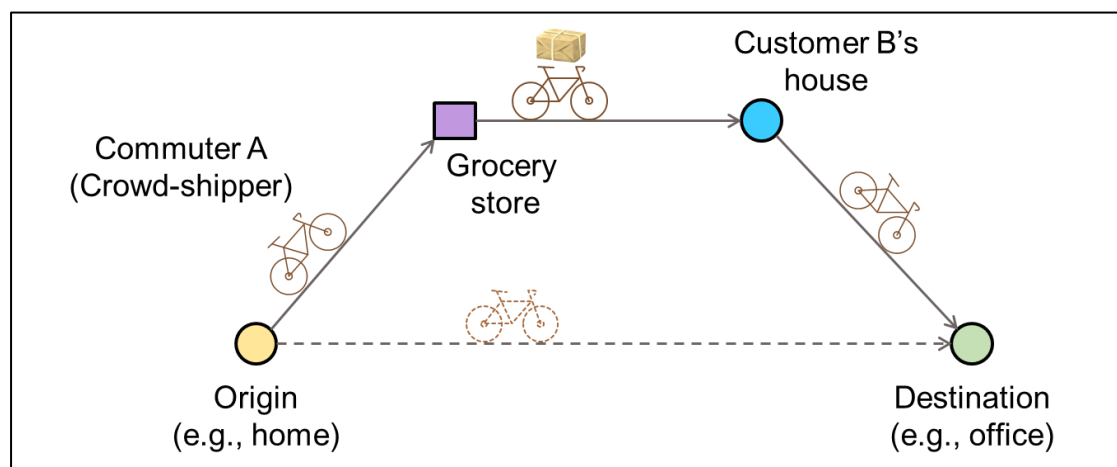 Customer B’s
house
Commuter A
(Crowd-shipper)
Grocery
store
Origin
(e.g., home)
Destination
(e.g., office)